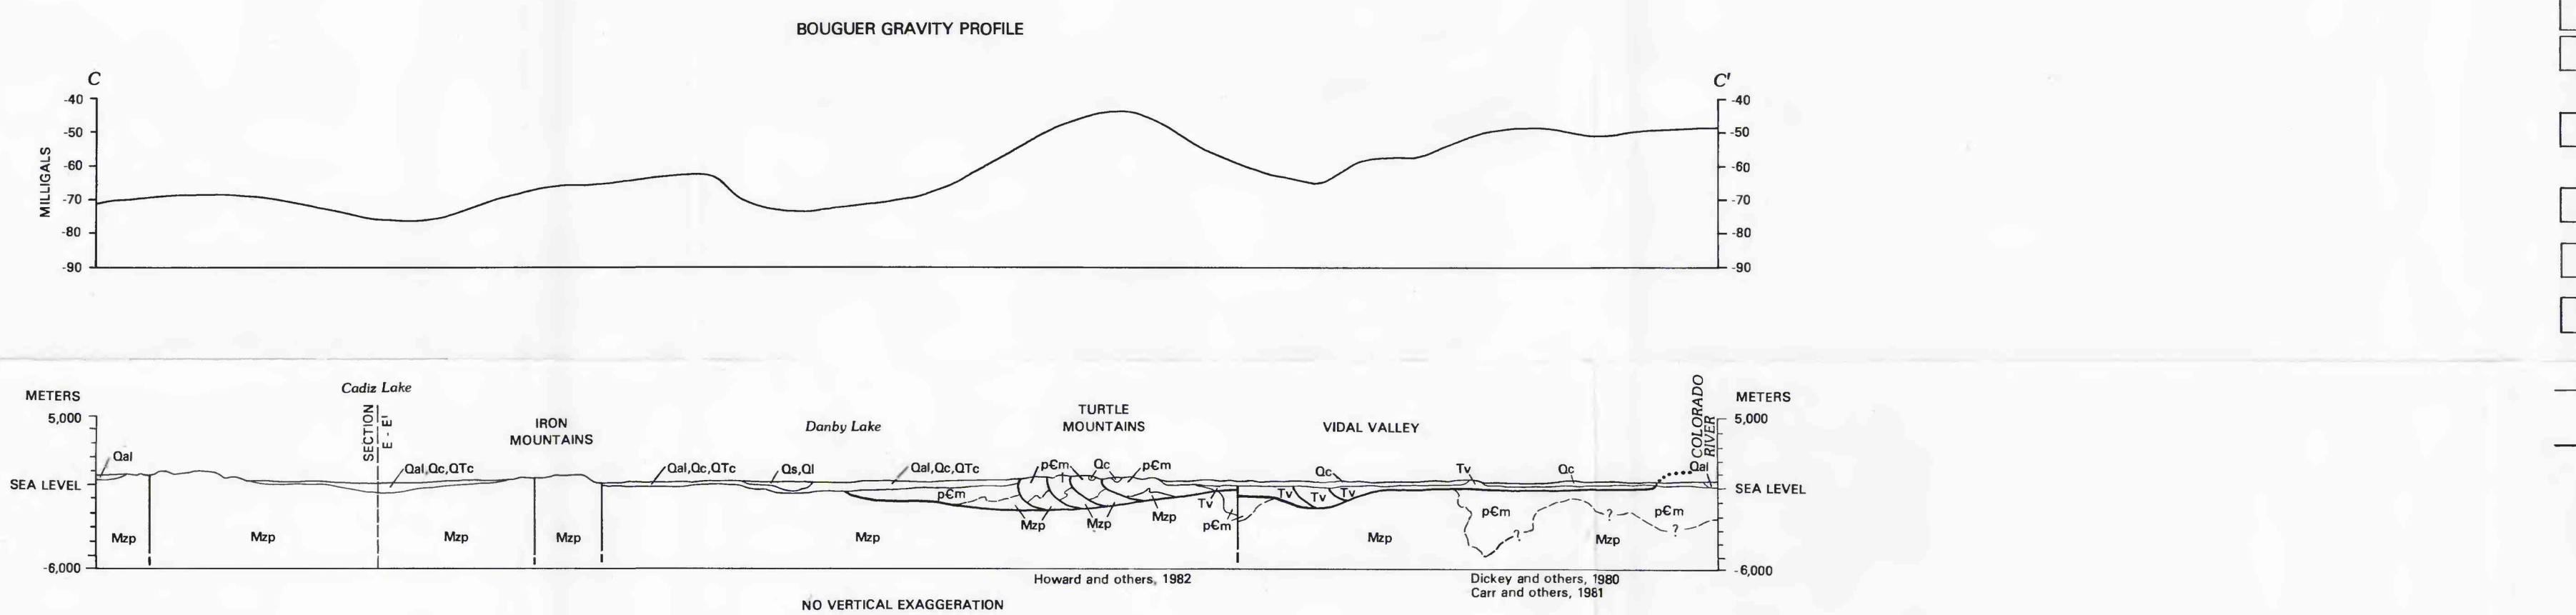 BOUGUER GRAVITY PROFILE
C
C'
-40
-50
-60
-70
-80
-90
MILLIGALS
-40
-50
-60
-70
-80
-90
METERS
5,000
SEA LEVEL
-6,000
Cadiz Lake
SECTION
E - E'
IRON
MOUNTAINS
Danby Lake
TURTLE
MOUNTAINS
VIDAL VALLEY
COLORADO
RIVER
METERS
5,000
SEA LEVEL
-6,000
Qal
Qal,Qc,QTc
Qal,Qc,QTc
Qs,Ql
Qal,Qc,QTc
p€m
Qc
p€m
Qc
Tv
Qc
Qal
p€m
Tv
p€m
Tv
Tv
Tv
p€m
p€m
?
?
?
Mzp
Mzp
Mzp
Mzp
Mzp
Mzp
Mzp
Mzp
Mzp
Mzp
Howard and others, 1982
Dickey and others, 1980
Carr and others, 1981
NO VERTICAL EXAGGERATION